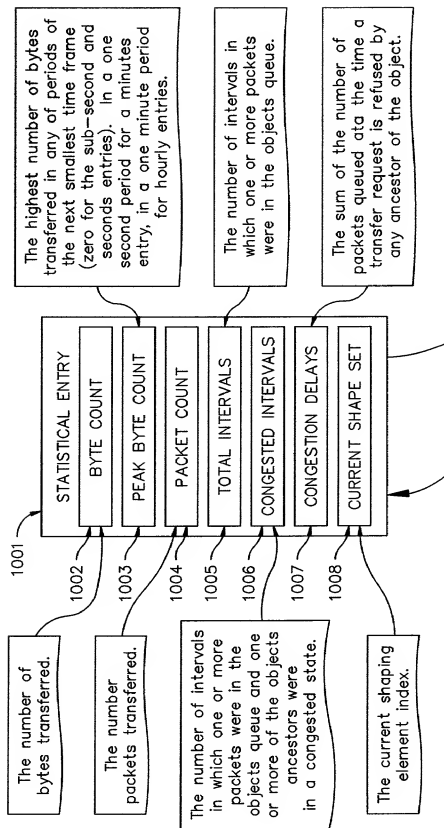 The number of
bytes transferred.
The number
packets transferred.
The number of intervals
in which one or more
packets were in the
objects queue and one
or more of the objects
ancestors were
in a congested state.
The current shaping
element index.
1001
1002
1003
1004
1005
1006
1007
1008
STATISTICAL ENTRY
BYTE COUNT
PEAK BYTE COUNT
PACKET COUNT
TOTAL INTERVALS
CONGESTED INTERVALS
CONGESTION DELAYS
CURRENT SHAPE SET
The highest number of bytes
transferred in any of periods of
the next smallest time frame
(zero for the sub-second and
seconds entries). In a one
second period for a minutes
entry, in a one minute period
for hourly entries.
The number of intervals in
which one or more packets
were in the objects queue.
The sum of the number of
packets queued ata the time a
transfer request is refused by
any ancestor of the object.